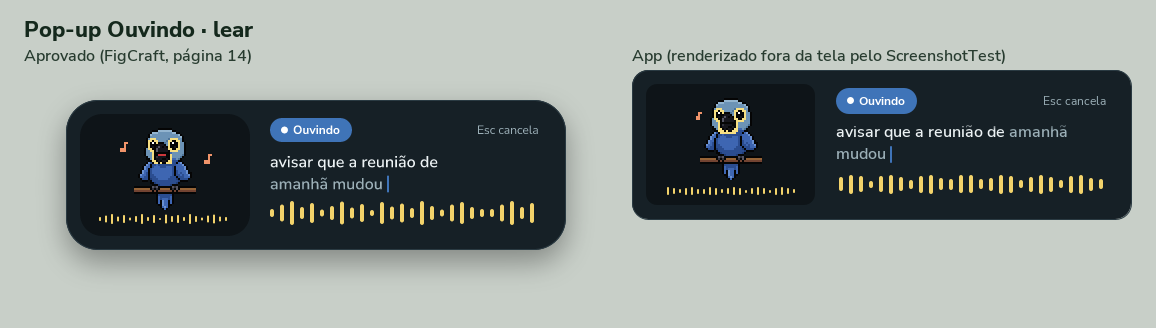 Pop-up Ouvindo · lear
Aprovado (FigCraft, página 14)
Ouvindo
Esc cancela
avisar que a reunião de
amanhã mudou
App (renderizado fora da tela pelo ScreenshotTest)
Ouvindo
Esc cancela
avisar que a reunião de amanhã
mudou